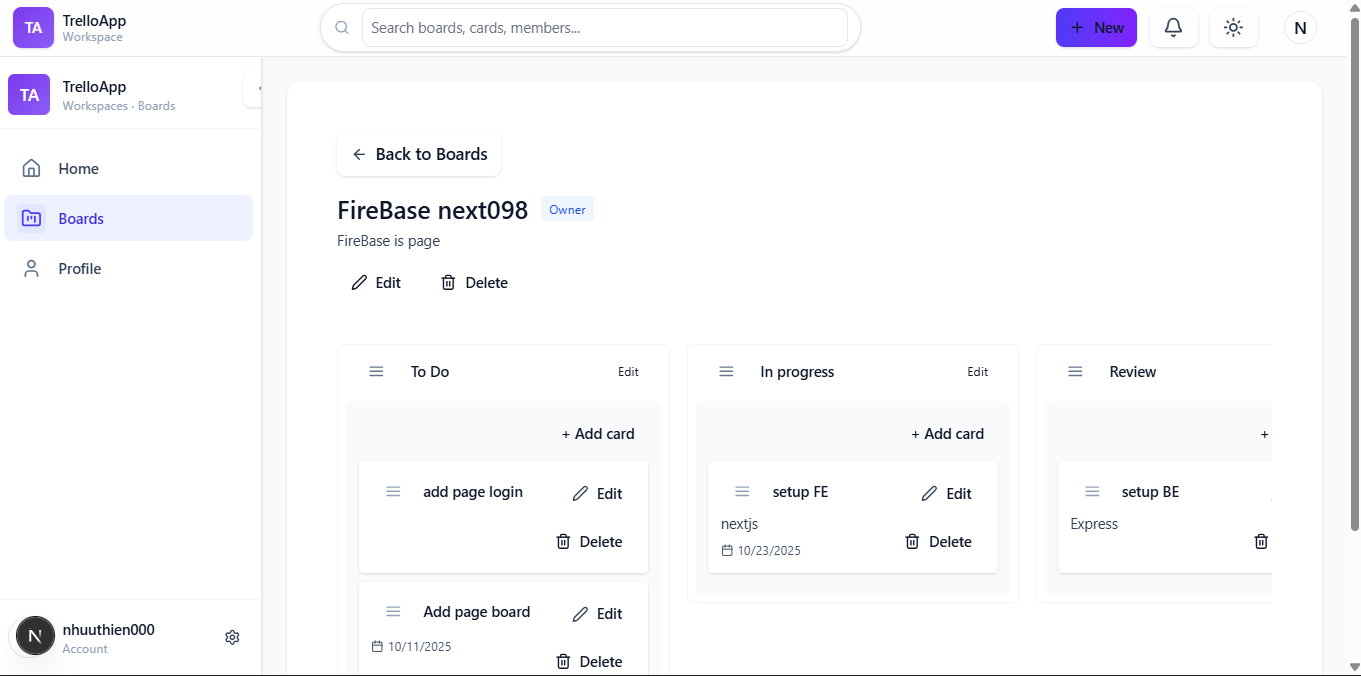 TA
TrelloApp
Workspace
Search boards, cards, members...
+ New
N
TA
TrelloApp
Workspaces · Boards
Home
Boards
Profile
← Back to Boards
FireBase next098 Owner
FireBase is page
Edit Delete
To Do Edit
+ Add card
add page login Edit
Delete
Add page board Edit
10/11/2025
Delete
In progress Edit
+ Add card
setup FE Edit
nextjs
10/23/2025
Delete
Review
+
setup BE
Express
N
nhuuthien000
Account